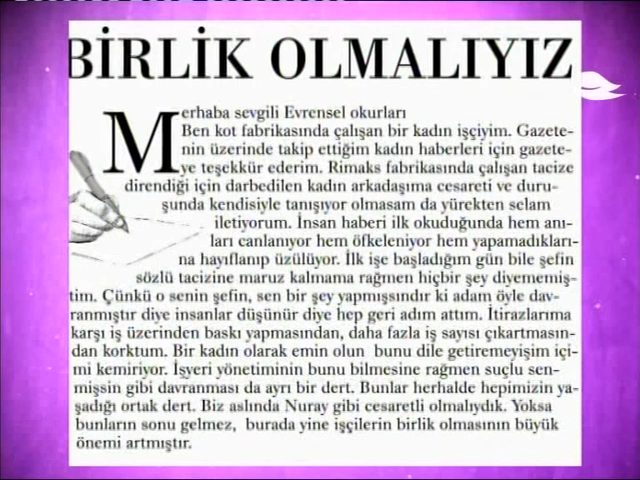 BİRLİK OLMALIYIZ
Merhaba sevgili Evrensel okurları
Ben kot fabrikasında çalışan bir kadın işçiyim. Gazete-
nin üzerinde takip ettiğim kadın haberleri için gazete-
ye teşekkür ederim. Rimaks fabrikasında çalışan tacize
direndiği için darbedilen kadın arkadaşıma cesareti ve duru-
şunda kendisiyle tanışıyor olmasam da yürekten selam
iletiyorum. İnsan haberi ilk okuduğunda hem anı-
ları canlanıyor hem öfkeleniyor hem yapamadıkları-
na hayıflanıp üzülüyor. İlk işe başladığım gün bile şefin
sözlü tacizine maruz kalmama rağmen hiçbir şey diyememiş-
tim. Çünkü o senin şefin, sen bir şey yapmışsındır ki adam öyle dav-
ranmıştır diye insanlar düşünür diye hep geri adım attım. İtirazlarıma
karşı iş üzerinden baskı yapmasından, daha fazla iş sayısı çıkartmasın-
dan korktum. Bir kadın olarak emin olun bunu dile getiremeyişim içi-
mi kemiriyor. İşyeri yönetiminin bunu bilmesine rağmen suçlu sen-
mişsin gibi davranması da ayrı bir dert. Bunlar herhalde hepimizin ya-
şadığı ortak dert. Biz aslında Nuray gibi cesaretli olmalıydık. Yoksa
bunların sonu gelmez, burada yine işçilerin birlik olmasının büyük
önemi artmıştır.